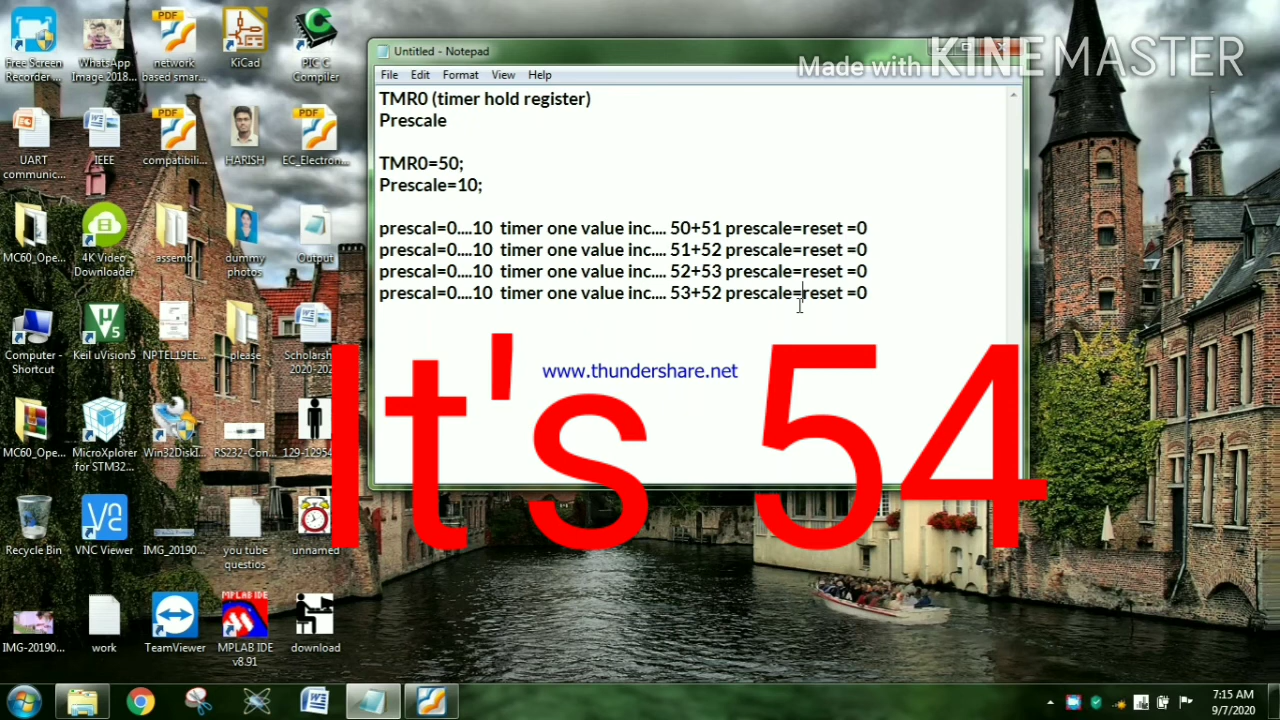 Free Screen Recorder ...
WhatsApp Image 2018...
network based smar...
KiCad
PIC C Compiler
UART communic...
IEEE
compatibili...
HARISH
EC_Electron...
MC60_Ope...
4K Video Downloader
assemb
dummy photos
Output
Computer - Shortcut
Keil uVision5
NPTEL19EE...
please
Scholarsh... 2020-202
MC60_Ope...
MicroXplorer for STM32...
Win32DiskI...
RS232-Con...
129-12954
Recycle Bin
VNC Viewer
IMG_20190...
you tube questios
unnamed
IMG-20190...
work
TeamViewer
MPLAB IDE v8.91
download
Untitled - Notepad
Made with KINEMASTER
File Edit Format View Help
TMR0 (timer hold register)
Prescale
TMR0=50;
Prescale=10;
prescal=0....10 timer one value inc.... 50+51 prescale=reset =0
prescal=0....10 timer one value inc.... 51+52 prescale=reset =0
prescal=0....10 timer one value inc.... 52+53 prescale=reset =0
prescal=0....10 timer one value inc.... 53+52 prescale=reset =0
www.thundershare.net
It's 54
7:15 AM
9/7/2020